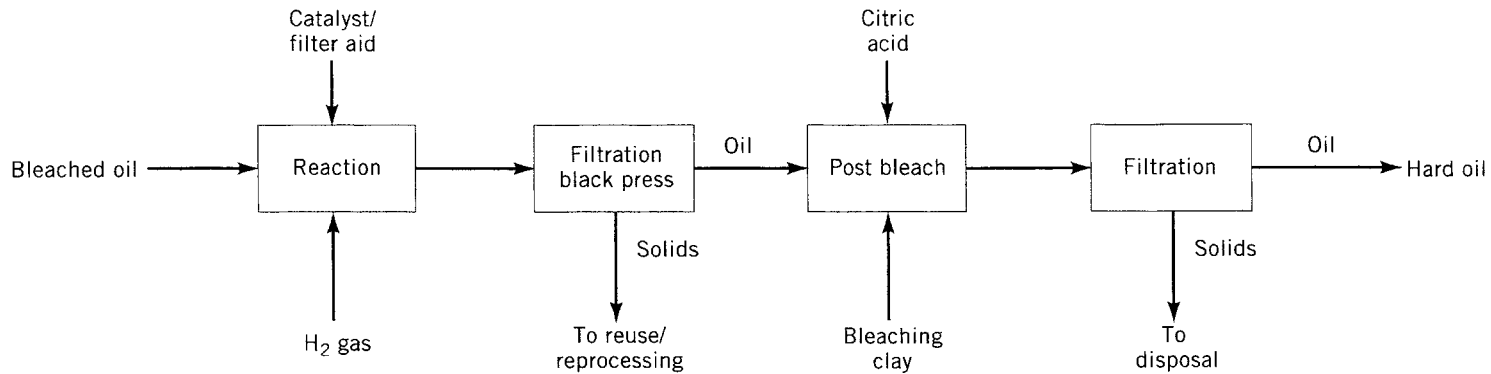 Catalyst/
filter aid
Citric
acid
Bleached oil
Reaction
Filtration
black press
Oil
Post bleach
Filtration
Oil
Hard oil
Solids
Solids
H₂ gas
To reuse/
reprocessing
Bleaching
clay
To
disposal